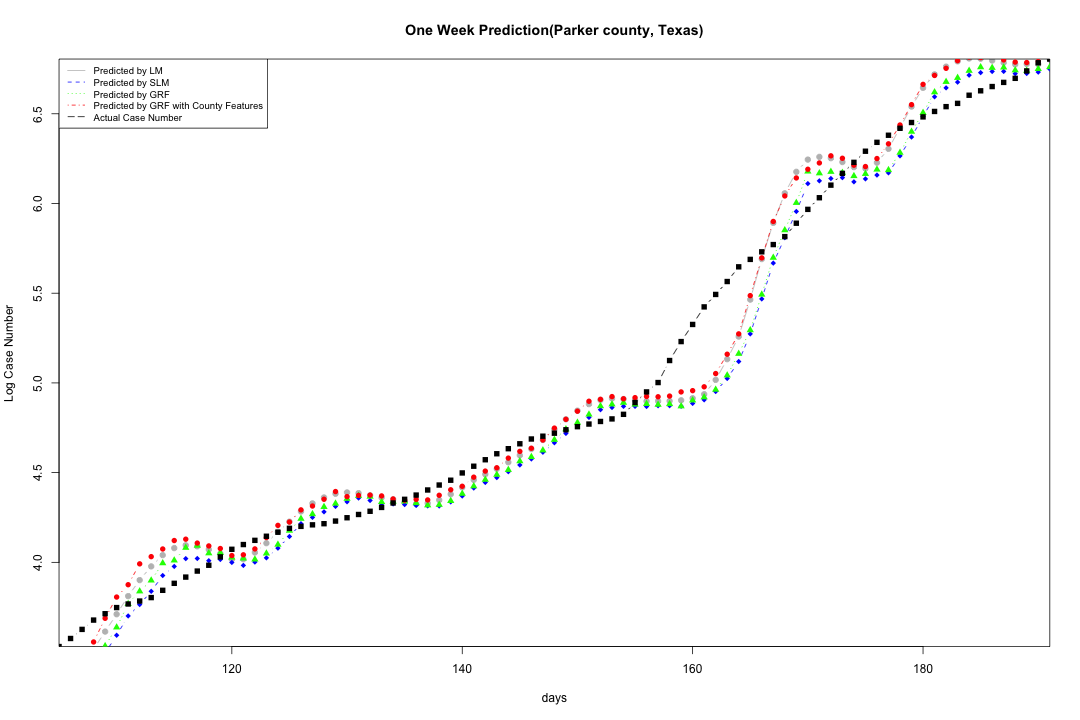 One Week Prediction(Parker county, Texas)
Predicted by LM
Predicted by SLM
Predicted by GRF
Predicted by GRF with County Features
Actual Case Number
6.5
6.0
5.5
5.0
4.5
4.0
Log Case Number
120 140 160 180
days